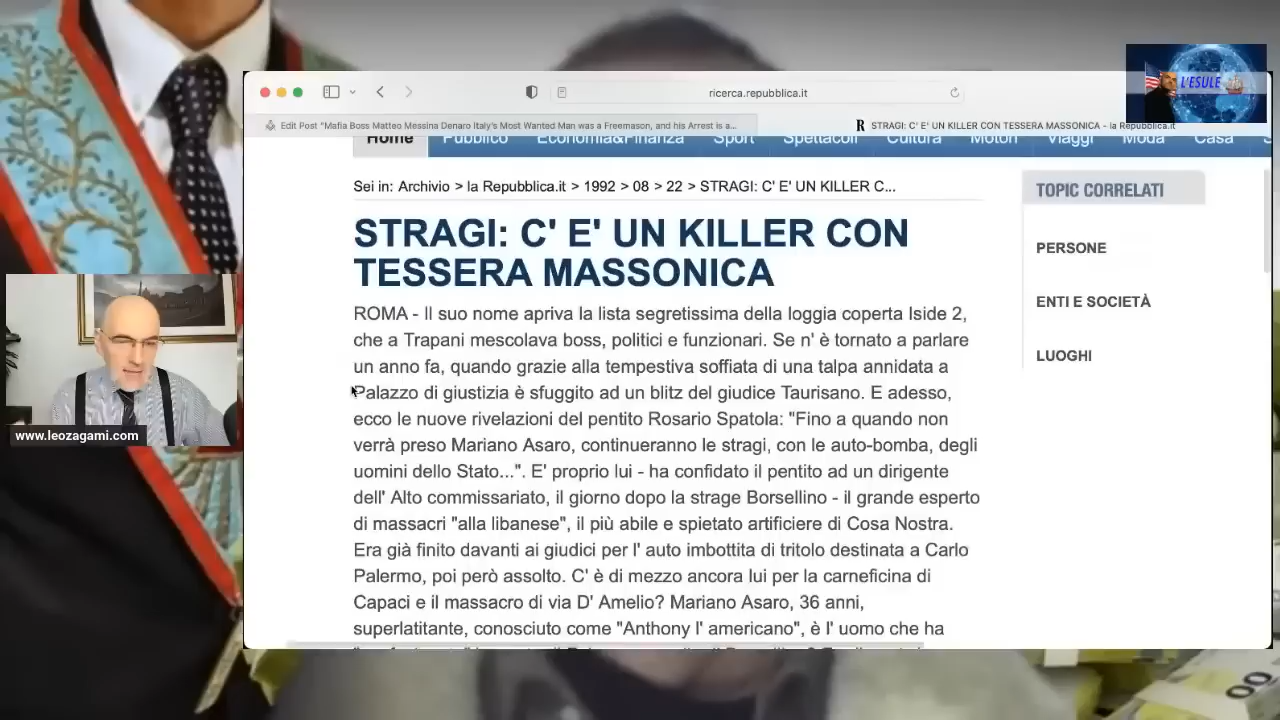 L'ESULE
ricerca.repubblica.it
Edit Post "Mafia Boss Matteo Messina Denaro Italy's Most Wanted Man was a Freemason, and his Arrest is a...
R STRAGI: C' E' UN KILLER CON TESSERA MASSONICA - la Repubblica.it
Home Pubblico Economia&Finanza Sport Spettacoli Cultura Motori Viaggi Moda Casa
Sei in: Archivio > la Repubblica.it > 1992 > 08 > 22 > STRAGI: C' E' UN KILLER C...
STRAGI: C' E' UN KILLER CON
TESSERA MASSONICA
ROMA - Il suo nome apriva la lista segretissima della loggia coperta Iside 2,
che a Trapani mescolava boss, politici e funzionari. Se n' è tornato a parlare
un anno fa, quando grazie alla tempestiva soffiata di una talpa annidata a
Palazzo di giustizia è sfuggito ad un blitz del giudice Taurisano. E adesso,
ecco le nuove rivelazioni del pentito Rosario Spatola: "Fino a quando non
verrà preso Mariano Asaro, continueranno le stragi, con le auto-bomba, degli
uomini dello Stato...". E' proprio lui - ha confidato il pentito ad un dirigente
dell' Alto commissariato, il giorno dopo la strage Borsellino - il grande esperto
di massacri "alla libanese", il più abile e spietato artificiere di Cosa Nostra.
Era già finito davanti ai giudici per l' auto imbottita di tritolo destinata a Carlo
Palermo, poi però assolto. C' è di mezzo ancora lui per la carneficina di
Capaci e il massacro di via D' Amelio? Mariano Asaro, 36 anni,
superlatitante, conosciuto come "Anthony l' americano", è l' uomo che ha
TOPIC CORRELATI
PERSONE
ENTI E SOCIETÀ
LUOGHI
www.leozagami.com